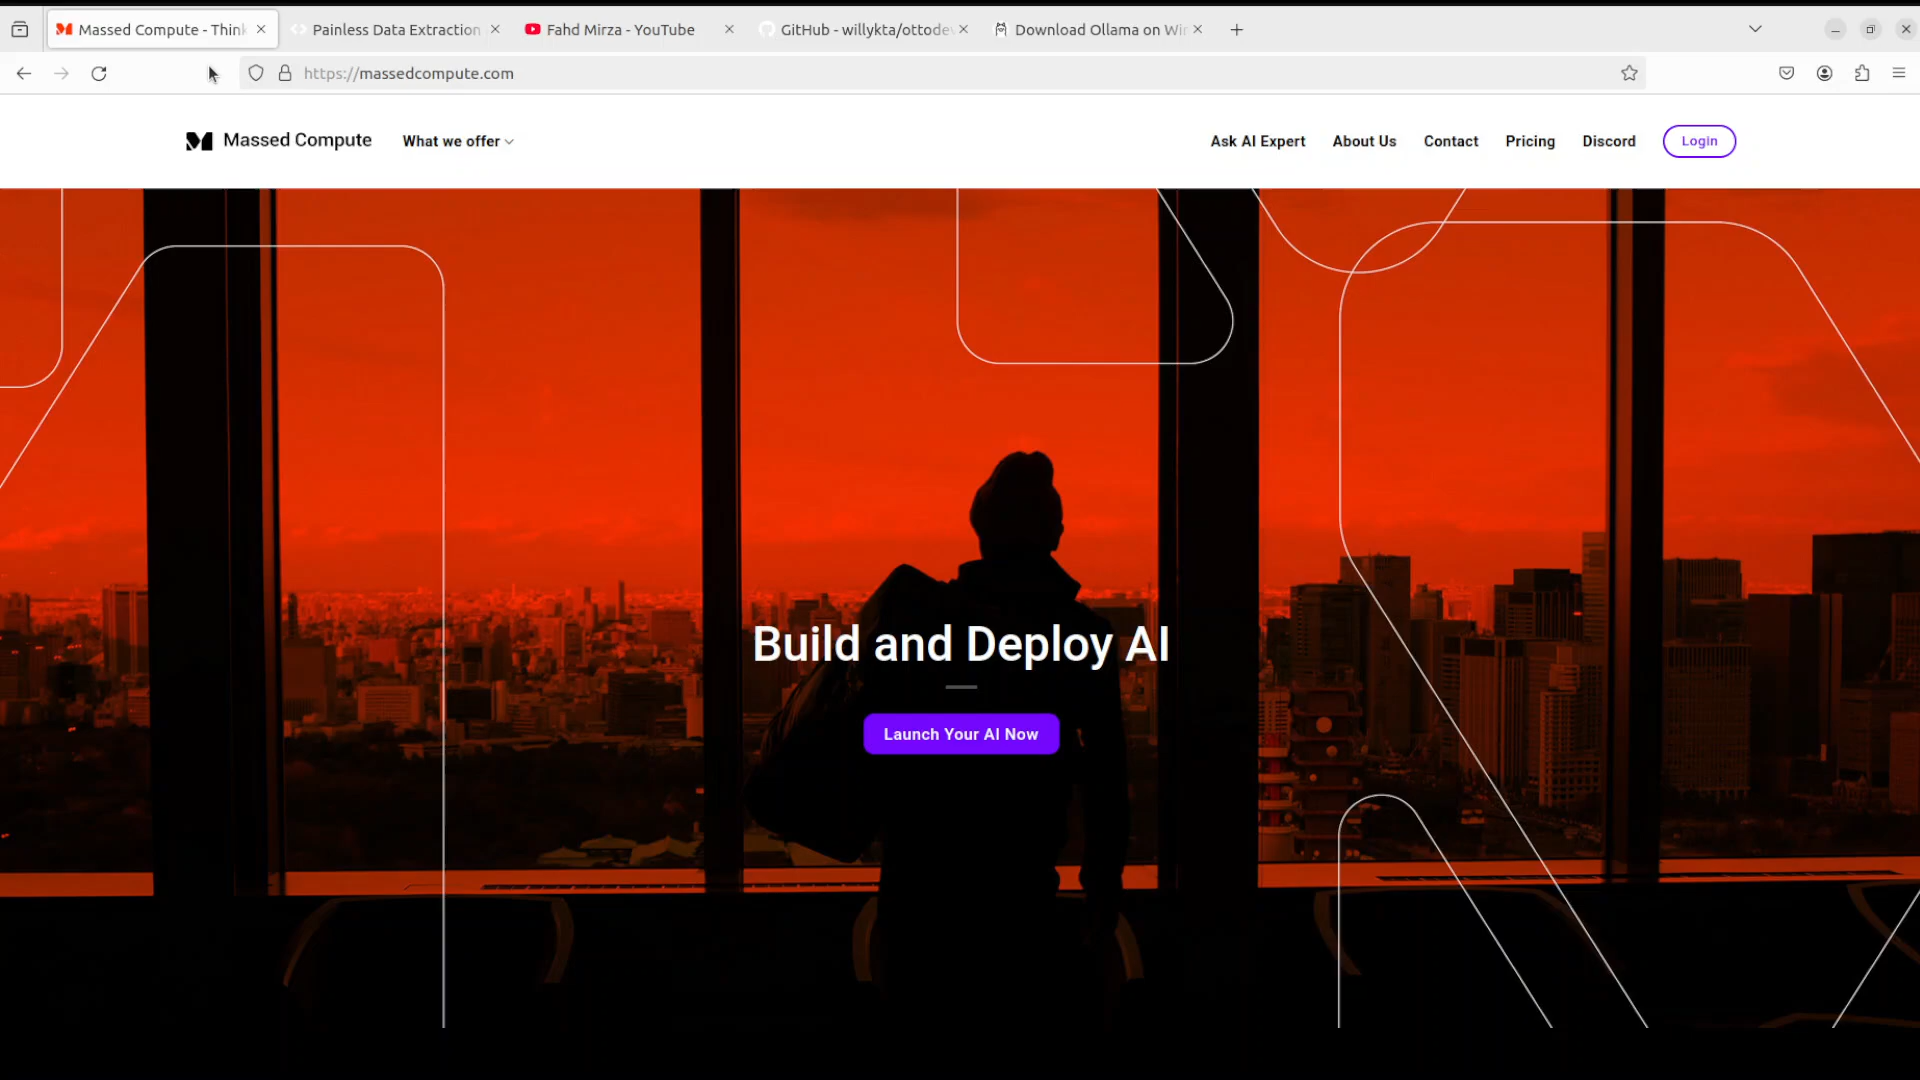 Massed Compute - Think
Painless Data Extraction
Fahd Mirza - YouTube
GitHub - willykta/ottodev
Download Ollama on Win
https://massedcompute.com
Massed Compute
What we offer
Ask AI Expert
About Us
Contact
Pricing
Discord
Login
Build and Deploy AI
Launch Your AI Now